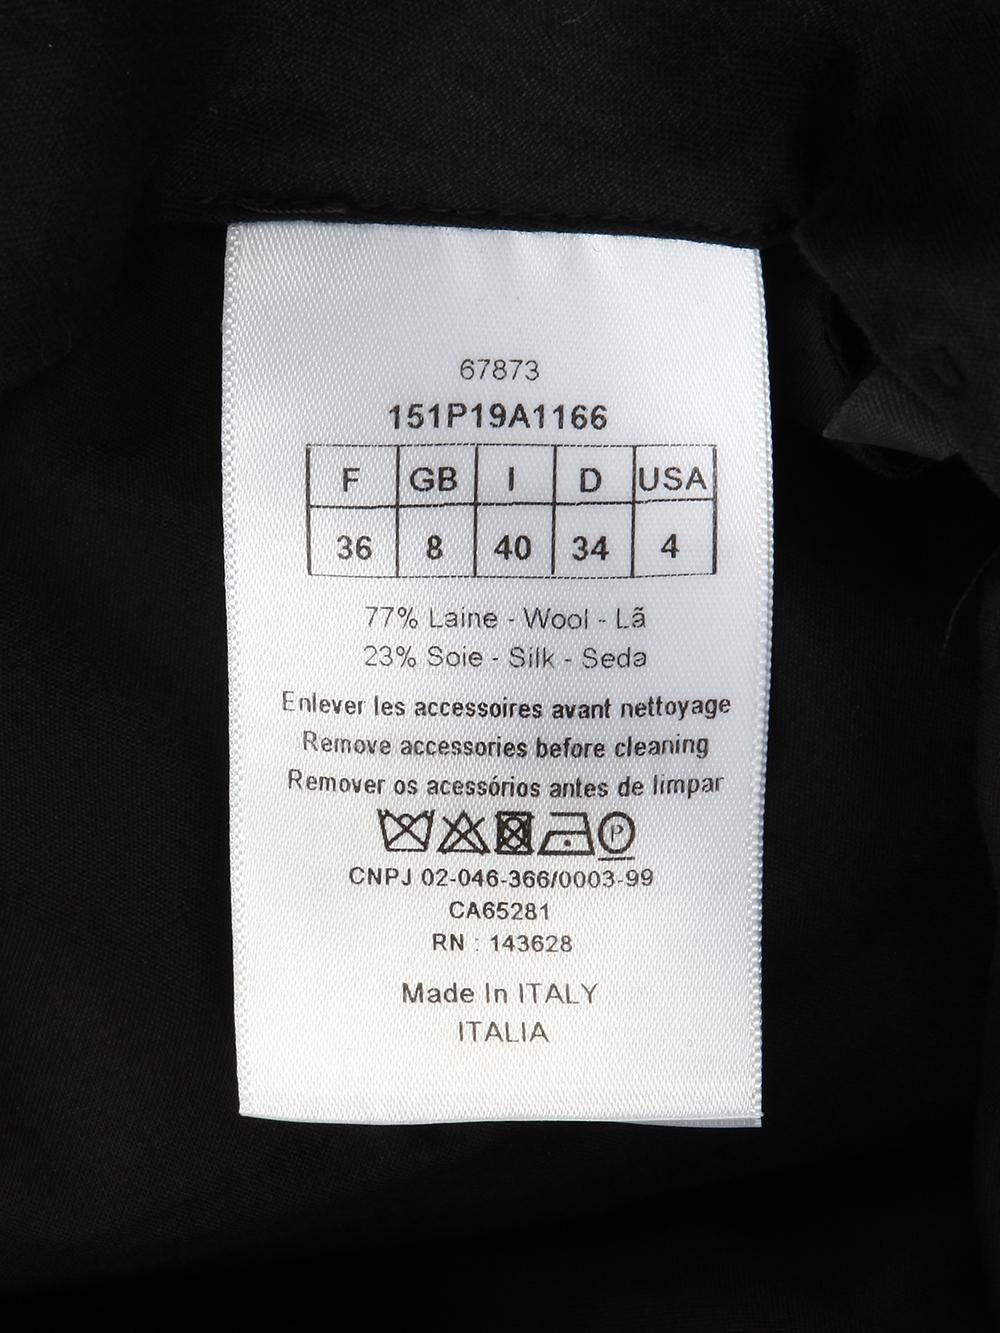 67873
151P19A1166
F GB I D USA
36 8 40 34 4
77% Laine - Wool - Lã
23% Soie - Silk - Seda
Enlever les accessoires avant nettoyage
Remove accessories before cleaning
Remover os acessórios antes de limpar
P
CNPJ 02-046-366/0003-99
CA65281
RN : 143628
Made In ITALY
ITALIA